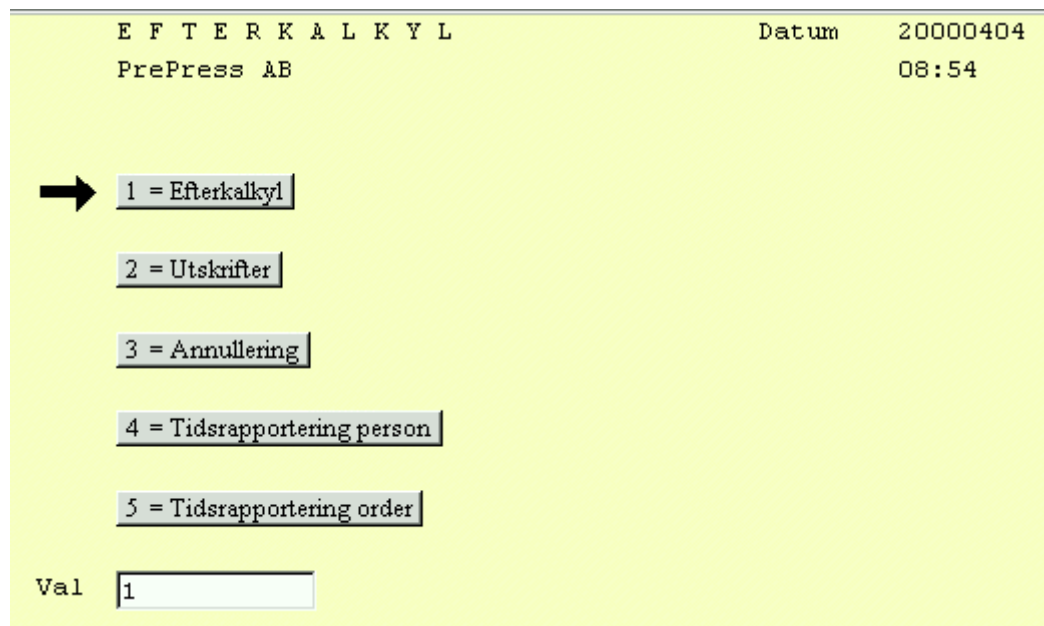 E F T E R K A L K Y L Datum 20000404
PrePress AB 08:54
1 = Efterkalkyl
2 = Utskrifter
3 = Annullering
4 = Tidsrapportering person
5 = Tidsrapportering order
Val 1